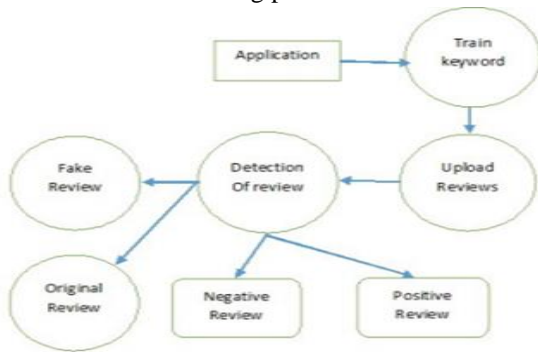 g p
Application
Train
keyword
Fake
Review
Detection
Of review
Upload
Reviews
Original
Review
Negative
Review
Positive
Review